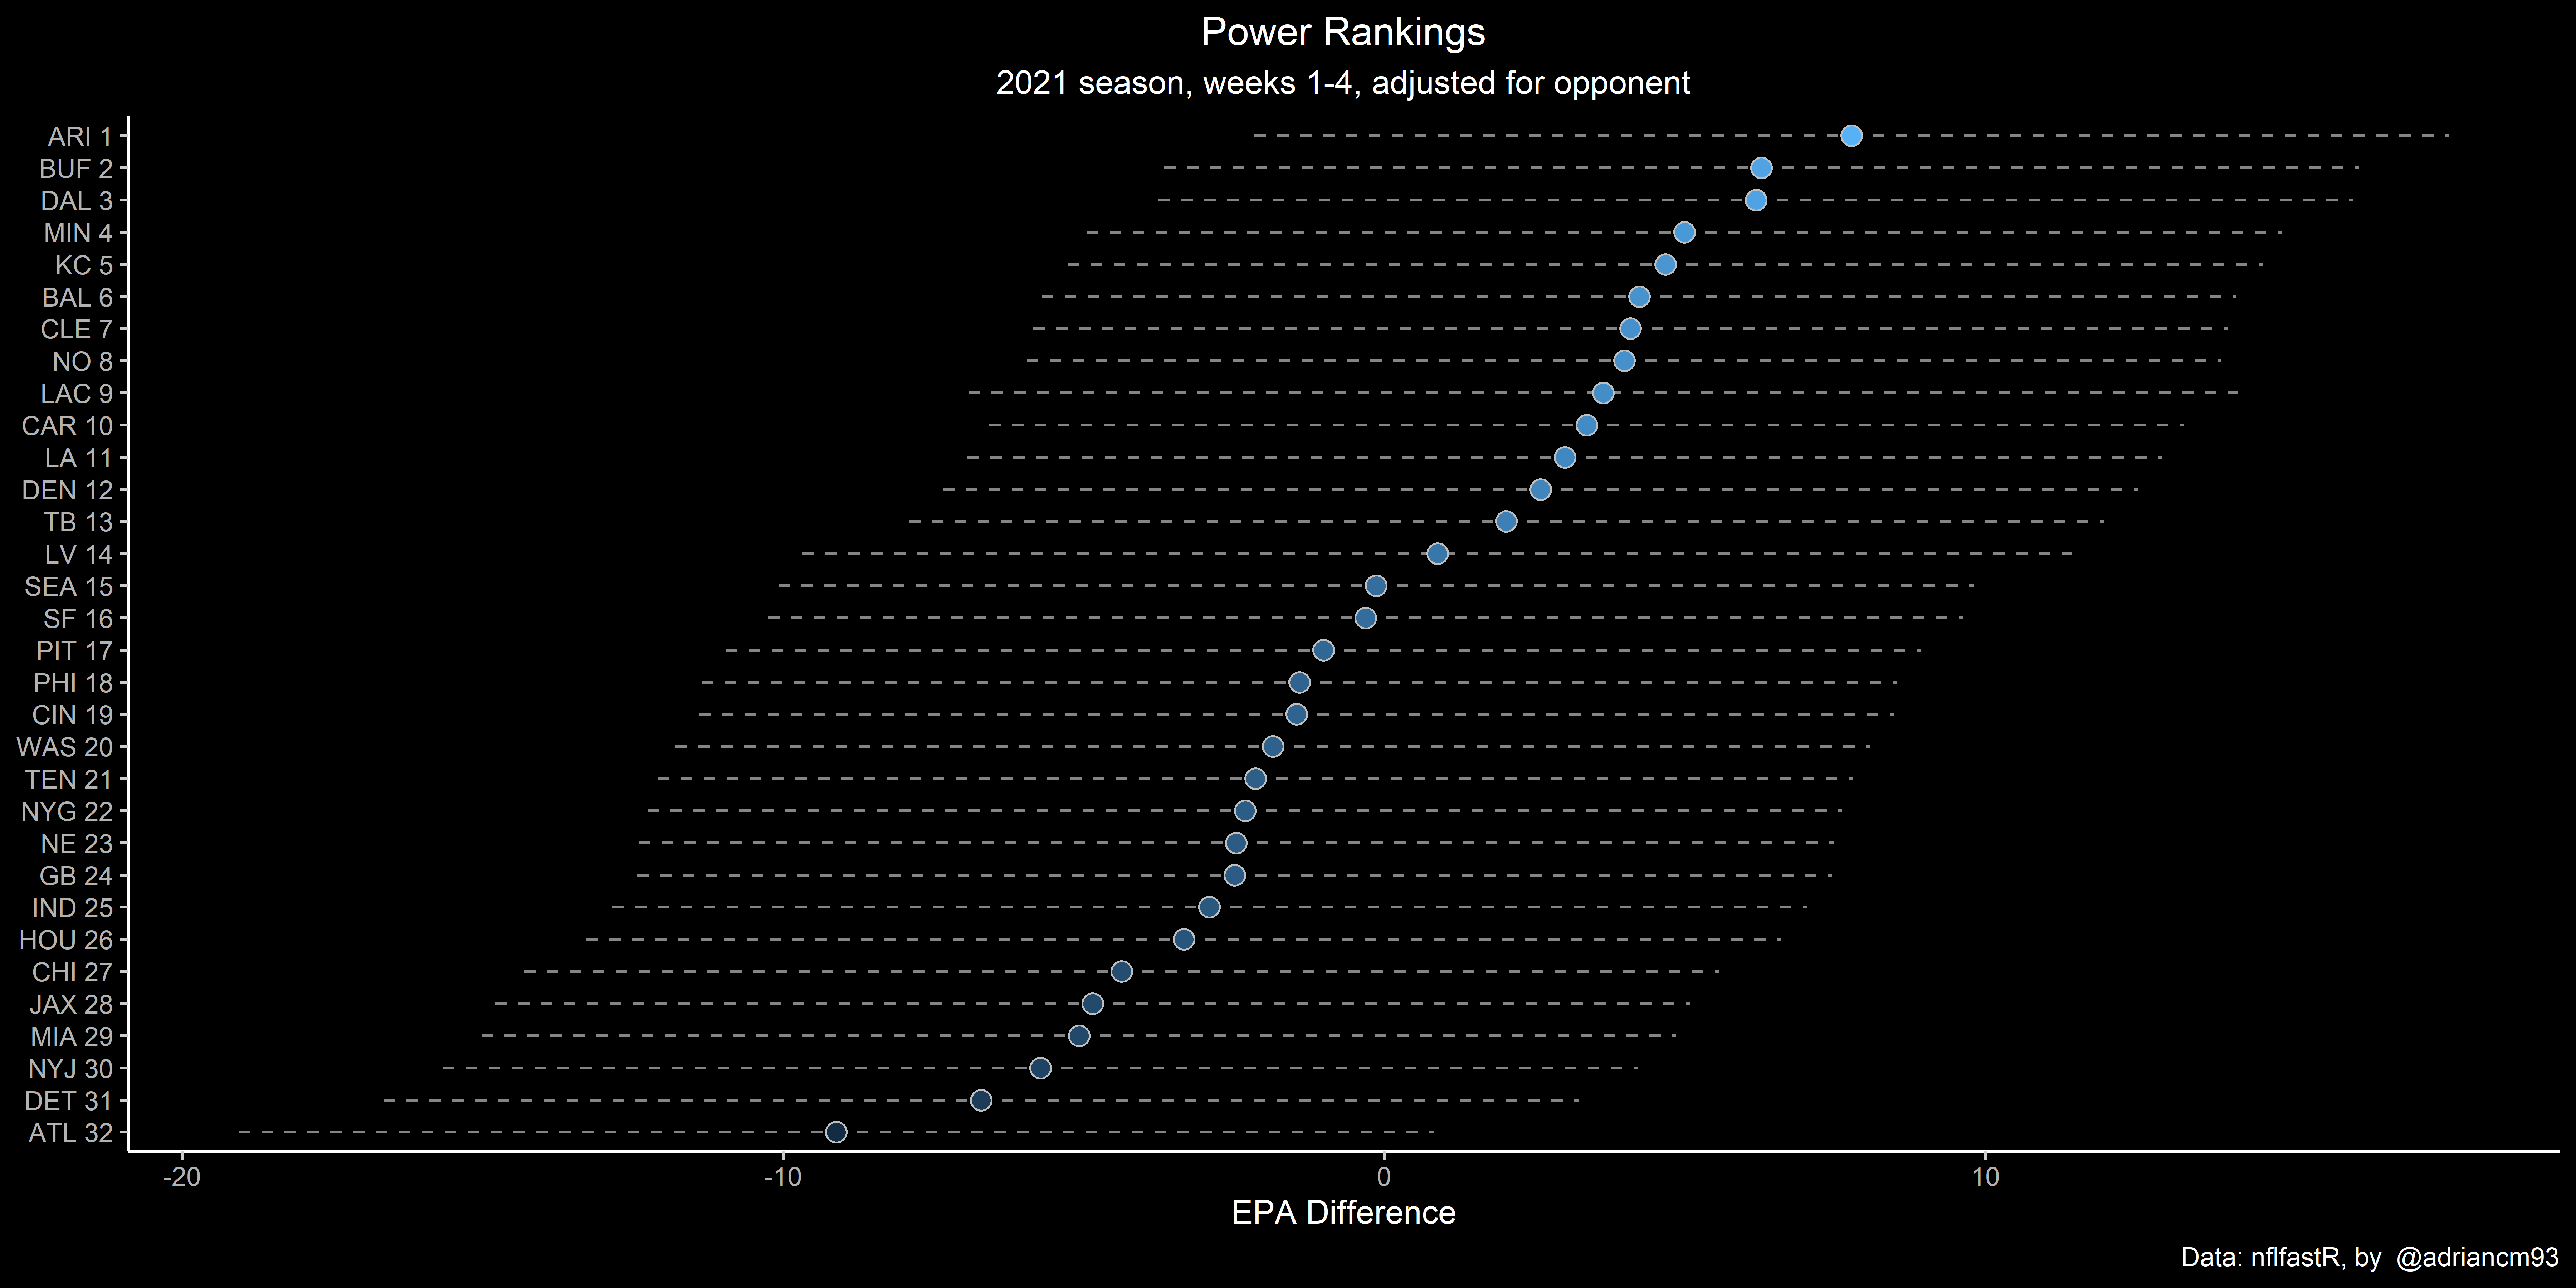 Power Rankings
2021 season, weeks 1-4, adjusted for opponent
ARI 1
BUF 2
DAL 3
MIN 4
KC 5
BAL 6
CLE 7
NO 8
LAC 9
CAR 10
LA 11
DEN 12
TB 13
LV 14
SEA 15
SF 16
PIT 17
PHI 18
CIN 19
WAS 20
TEN 21
NYG 22
NE 23
GB 24
IND 25
HOU 26
CHI 27
JAX 28
MIA 29
NYJ 30
DET 31
ATL 32
-20 -10 0 10
EPA Difference
Data: nflfastR, by @adriancm93